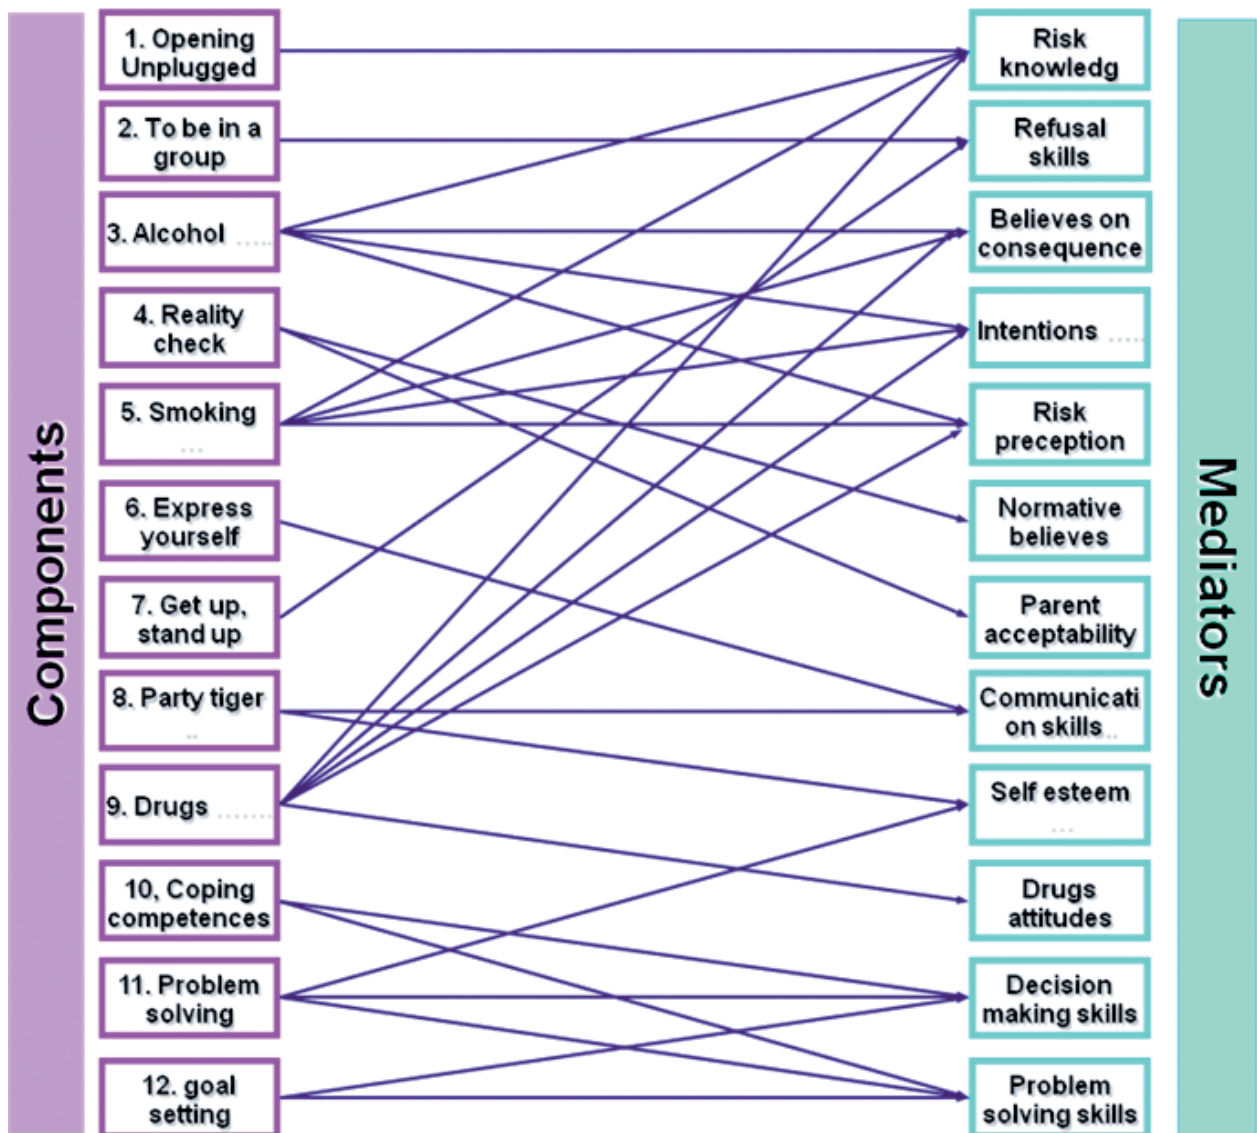 Components
1. Opening
Unplugged
2. To be in a
group
3. Alcohol .....
4. Reality
check
5. Smoking
...
6. Express
yourself
7. Get up,
stand up
8. Party tiger
..
9. Drugs .......
10, Coping
competences
11. Problem
solving
12. goal
setting
Risk
knowledg
Refusal
skills
Believes on
consequence
Intentions .....
Risk
preception
Normative
believes
Parent
acceptability
Communicati
on skills..
Self esteem
...
Drugs
attitudes
Decision
making skills
Problem
solving skills
Mediators